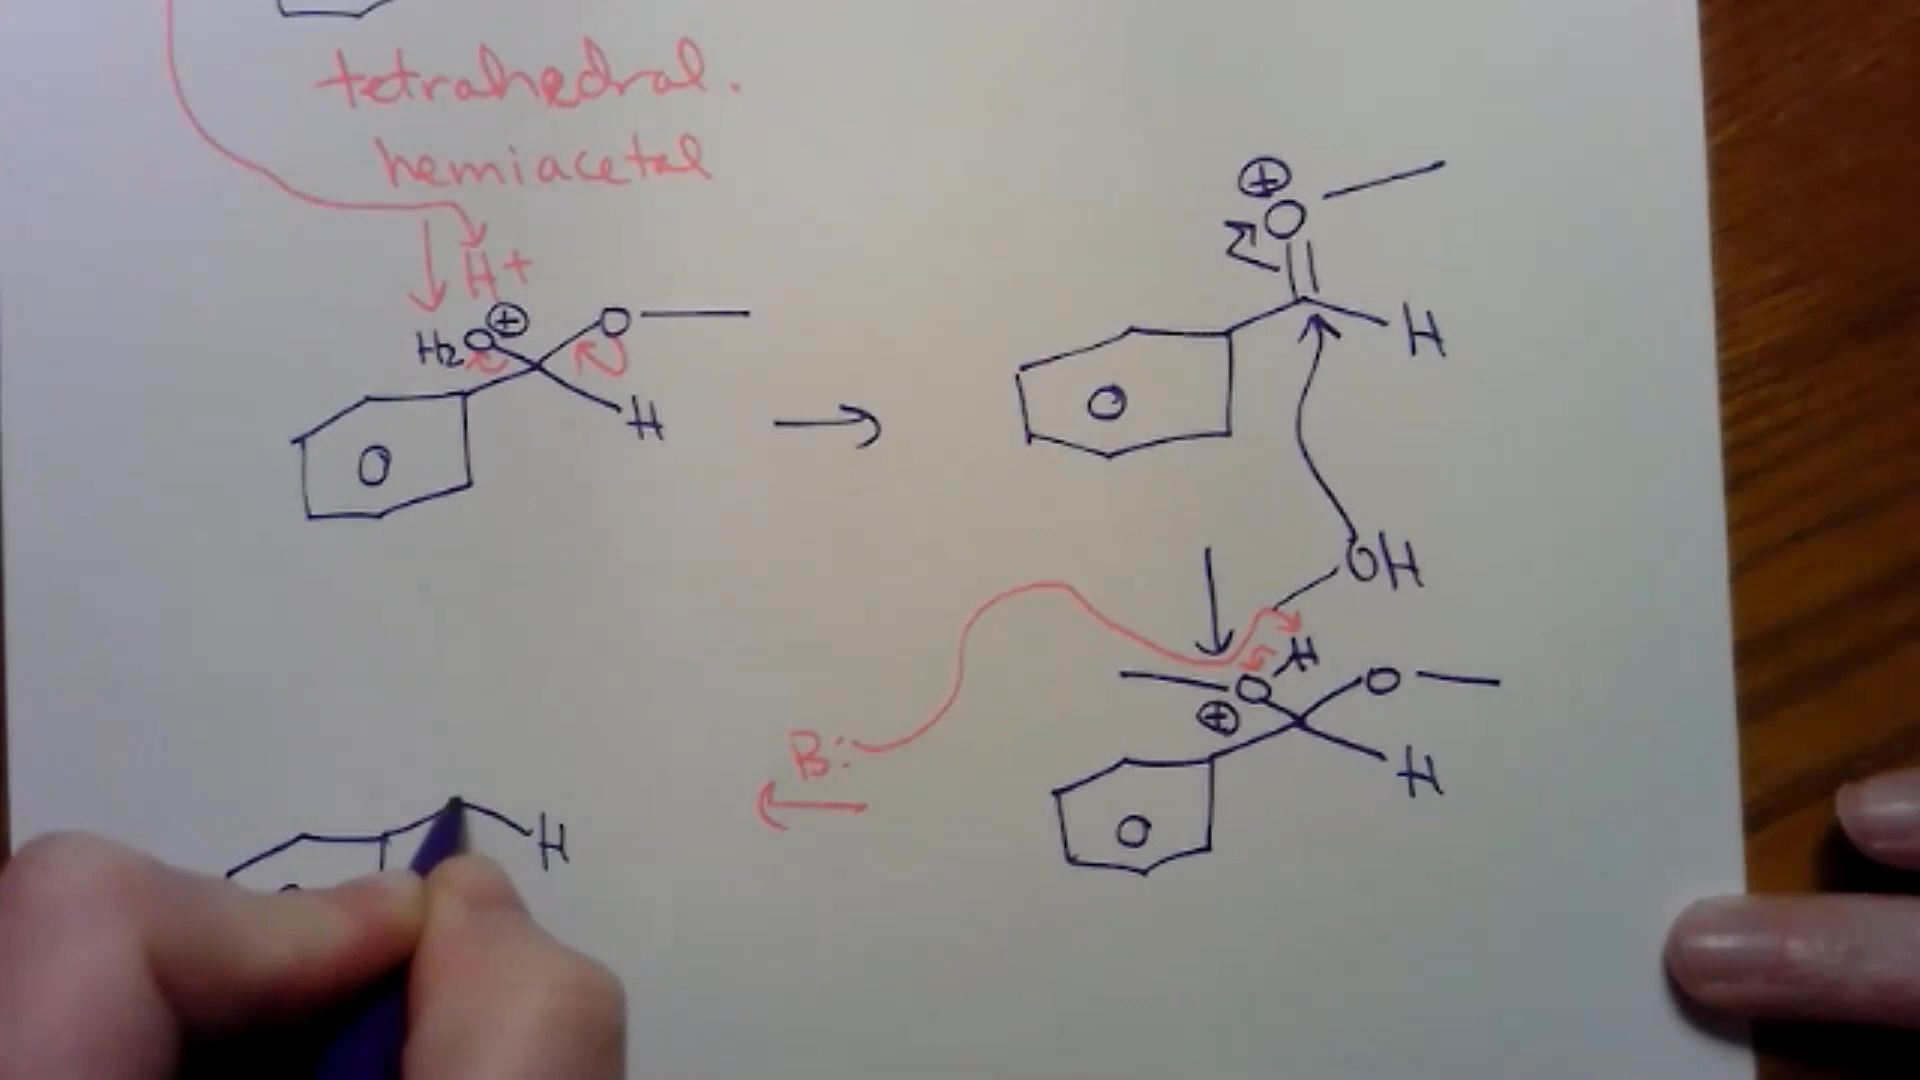 tetrahedral.
hemiacetal
H+
H₂O ⊕ O
H
O
⊕
O
H
O
OH
H
O O
⊕
H
O
B:
H